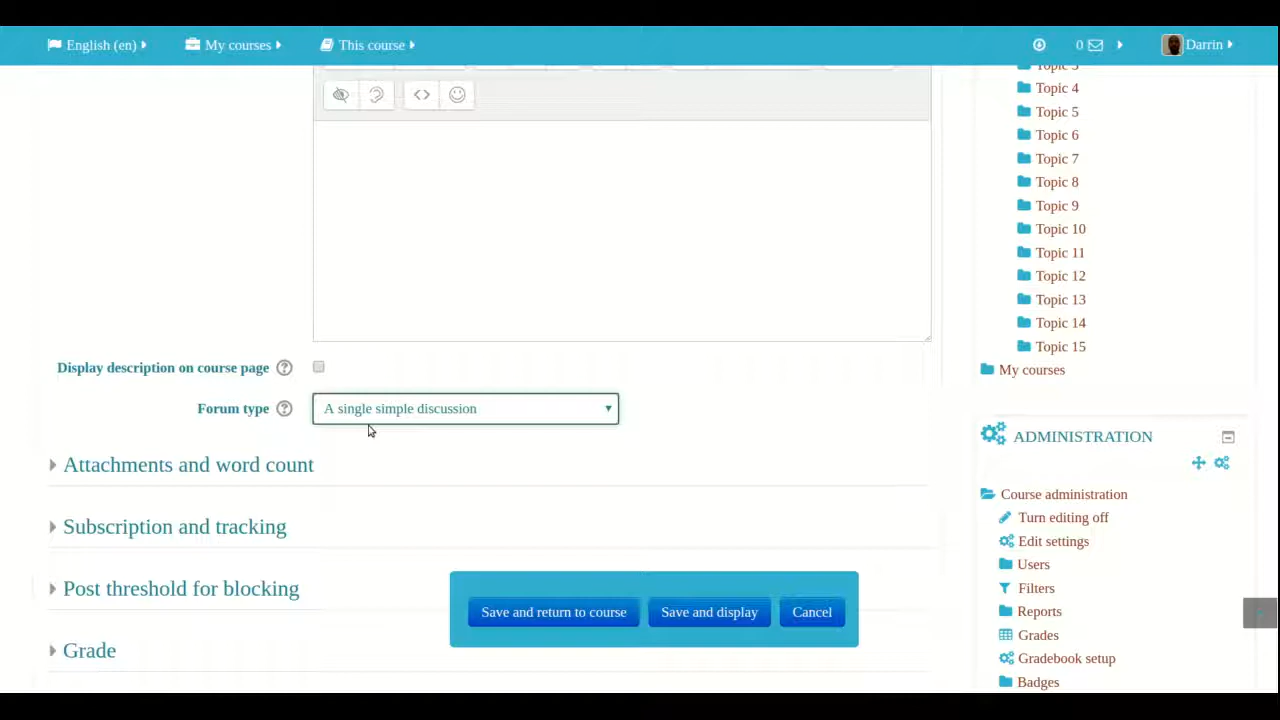 English (en)
My courses
This course
0
Darrin
Topic 4
Topic 5
Topic 6
Topic 7
Topic 8
Topic 9
Topic 10
Topic 11
Topic 12
Topic 13
Topic 14
Topic 15
My courses
Display description on course page
Forum type
A single simple discussion
Attachments and word count
Subscription and tracking
Post threshold for blocking
Grade
Save and return to course
Save and display
Cancel
ADMINISTRATION
Course administration
Turn editing off
Edit settings
Users
Filters
Reports
Grades
Gradebook setup
Badges